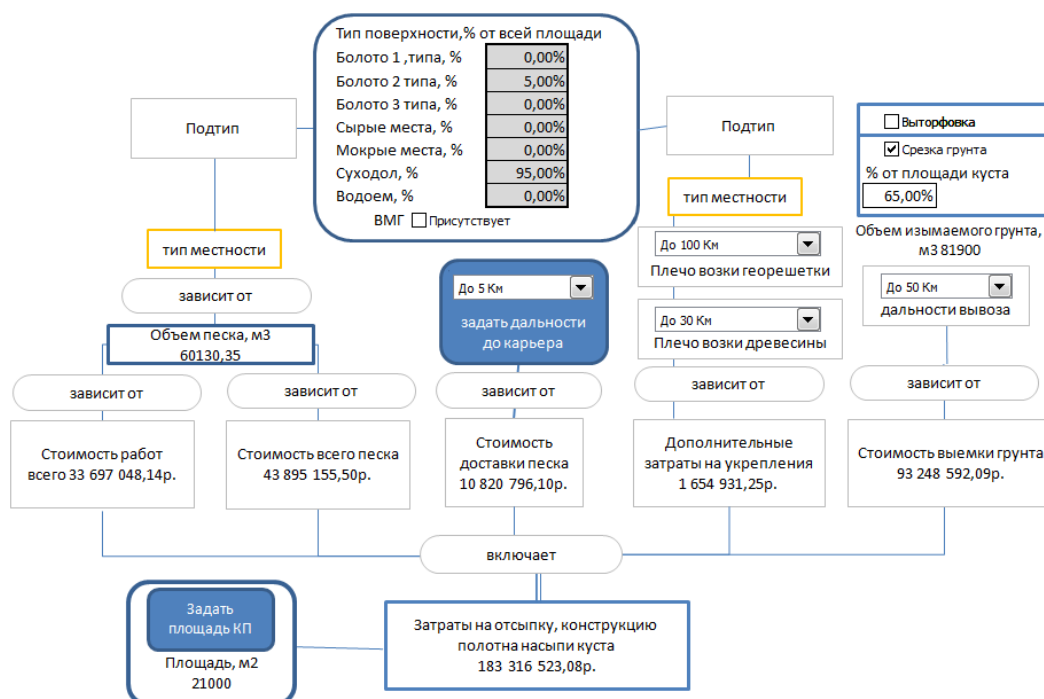 Тип поверхности,% от всей площади
Болото 1 ,типа, % 0,00%
Болото 2 типа, % 5,00%
Болото 3 типа, % 0,00%
Сырые места, % 0,00%
Мокрые места, % 0,00%
Суходол, % 95,00%
Водоем, % 0,00%
ВМГ Присутствует
Подтип
тип местности
зависит от
Объем песка, м3
60130,35
зависит от
зависит от
Стоимость работ
всего 33 697 048,14р.
Стоимость всего песка
43 895 155,50р.
До 5 Км
задать дальности
до карьера
зависит от
Стоимость
доставки песка
10 820 796,10р.
Подтип
тип местности
До 100 Км
Плечо возки георешетки
До 30 Км
Плечо возки древесины
зависит от
Дополнительные
затраты на укрепления
1 654 931,25р.
Выторфовка
Срезка грунта
% от площади куста
65,00%
Объем изымаемого грунта,
м3 81900
До 50 Км
дальности вывоза
зависит от
Стоимость выемки грунта
93 248 592,09р.
включает
Задать
площадь КП
Площадь, м2
21000
Затраты на отсыпку, конструкцию
полотна насыпи куста
183 316 523,08р.